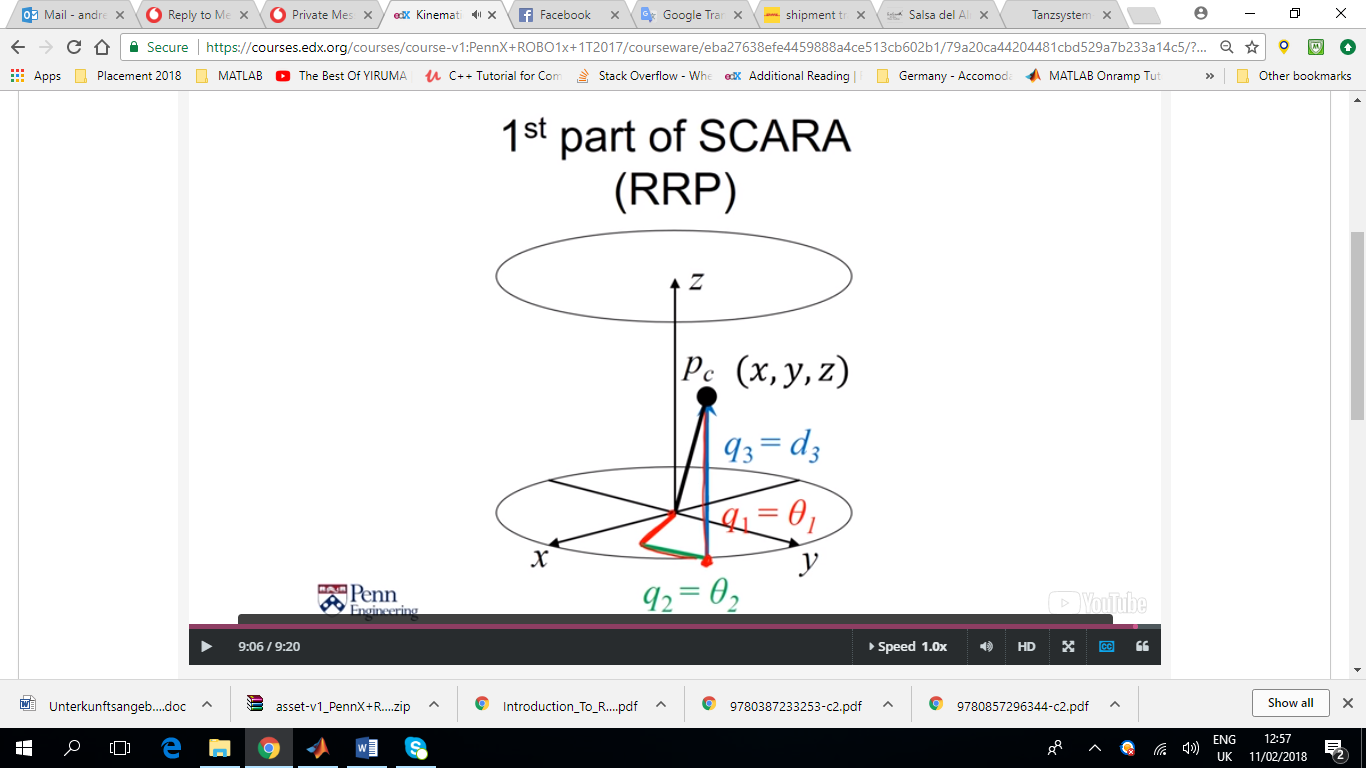 Mail - andre
Reply to Me
Private Mes
Kinemati
Facebook
Google Tran
shipment tr
Salsa del Al
Tanzsystem
Secure
https://courses.edx.org/courses/course-v1:PennX+ROBO1x+1T2017/courseware/eba27638efe4459888a4ce513cb602b1/79a20ca44204481cbd529a7b233a14c5/?...
Apps
Placement 2018
MATLAB
The Best Of YIRUMA
C++ Tutorial for Com
Stack Overflow - Whe
edX Additional Reading |
Germany - Accomoda
MATLAB Onramp Tut
»
Other bookmarks
1st part of SCARA
(RRP)
z
pc (x, y, z)
q3 = d3
q1 = θ1
x
y
q2 = θ2
Penn
Engineering
YouTube
9:06 / 9:20
Speed 1.0x
HD
CC
Unterkunftsangeb....doc
asset-v1_PennX+R....zip
Introduction_To_R....pdf
9780387233253-c2.pdf
9780857296344-c2.pdf
Show all
ENG
UK
12:57
11/02/2018
2